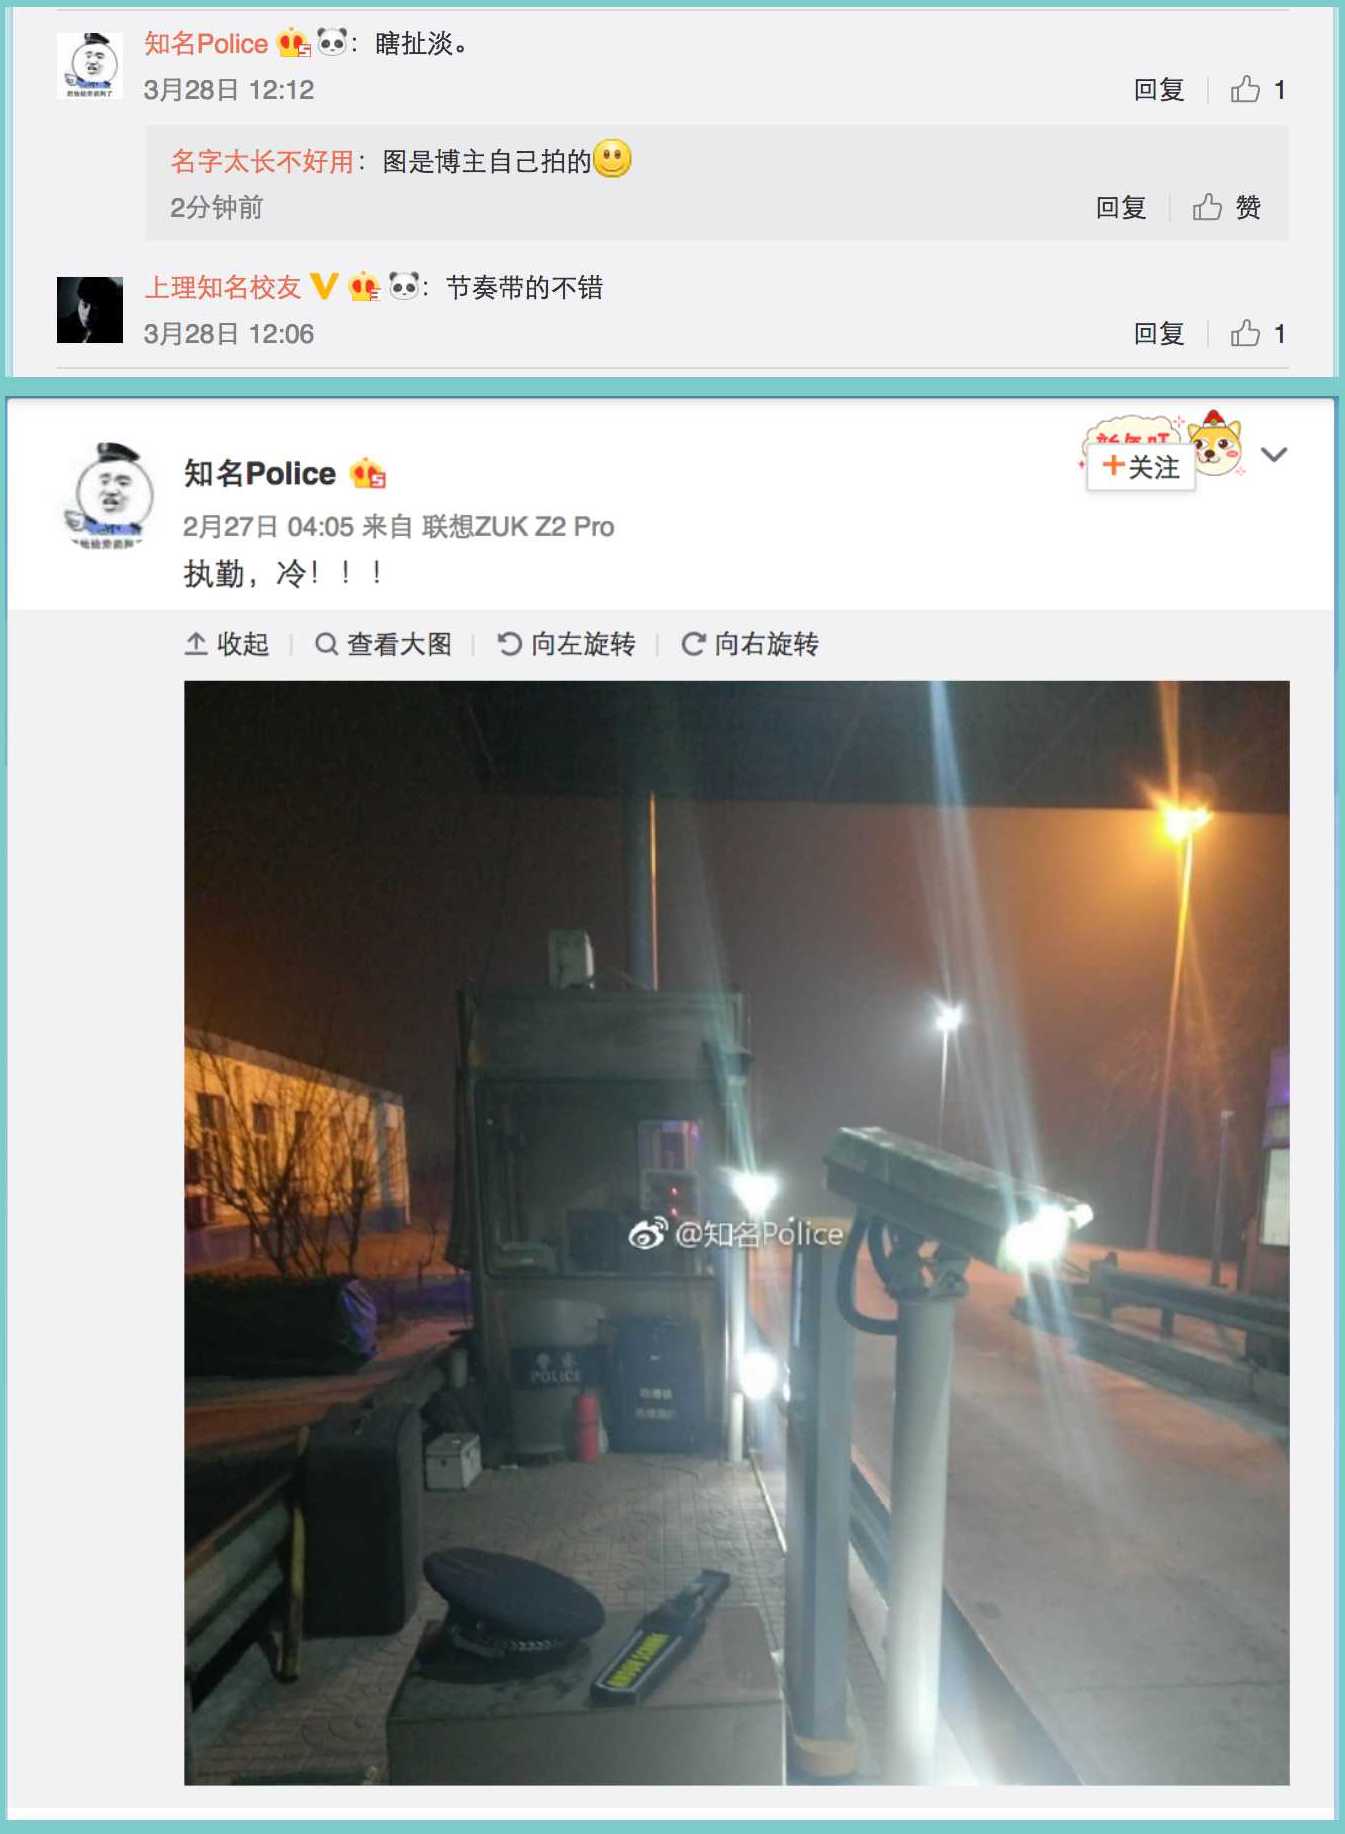 知名Police：瞎扯淡。
3月28日 12:12
回复 1
名字太长不好用：图是博主自己拍的
2分钟前
回复 赞
上理知名校友 V：节奏带的不错
3月28日 12:06
回复 1
+关注
知名Police
2月27日 04:05 来自 联想ZUK Z2 Pro
执勤，冷！！！
收起 查看大图 向左旋转 向右旋转
@知名Police
POLICE